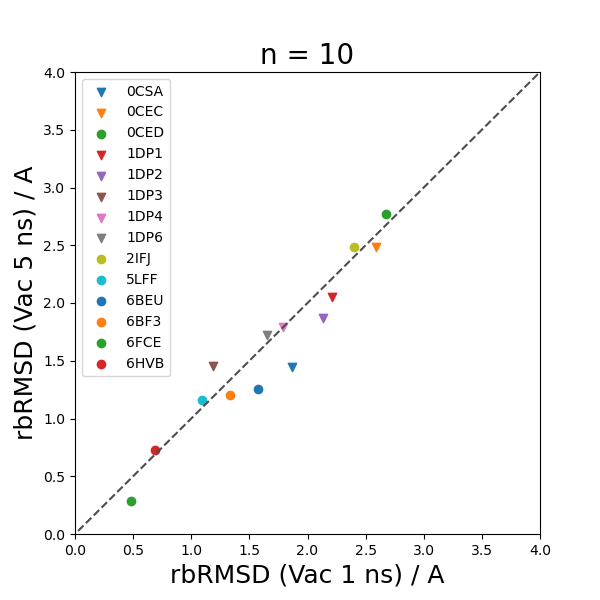 n = 10
rbRMSD (Vac 5 ns) / A
4.0
3.5
3.0
2.5
2.0
1.5
1.0
0.5
0.0
0CSA
0CEC
0CED
1DP1
1DP2
1DP3
1DP4
1DP6
2IFJ
5LFF
6BEU
6BF3
6FCE
6HVB
0.0 0.5 1.0 1.5 2.0 2.5 3.0 3.5 4.0
rbRMSD (Vac 1 ns) / A